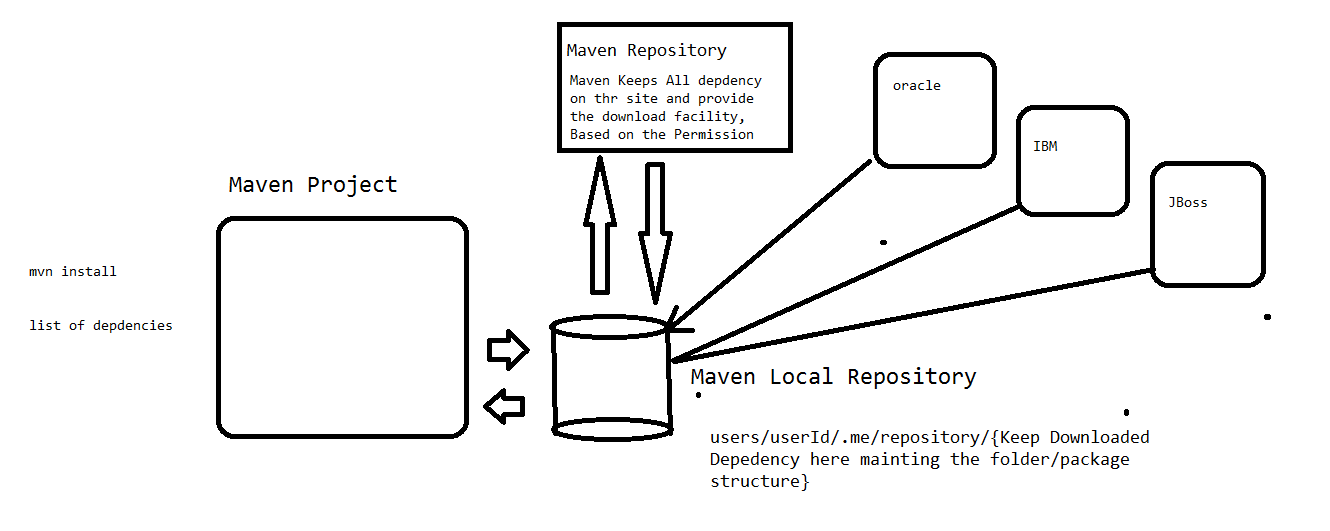 Maven Repository
Maven Keeps All depdency
on thr site and provide
the download facility,
Based on the Permission
oracle
IBM
JBoss
Maven Project
mvn install
list of depdencies
Maven Local Repository
users/userId/.me/repository/{Keep Downloaded
Depedency here mainting the folder/package
structure}